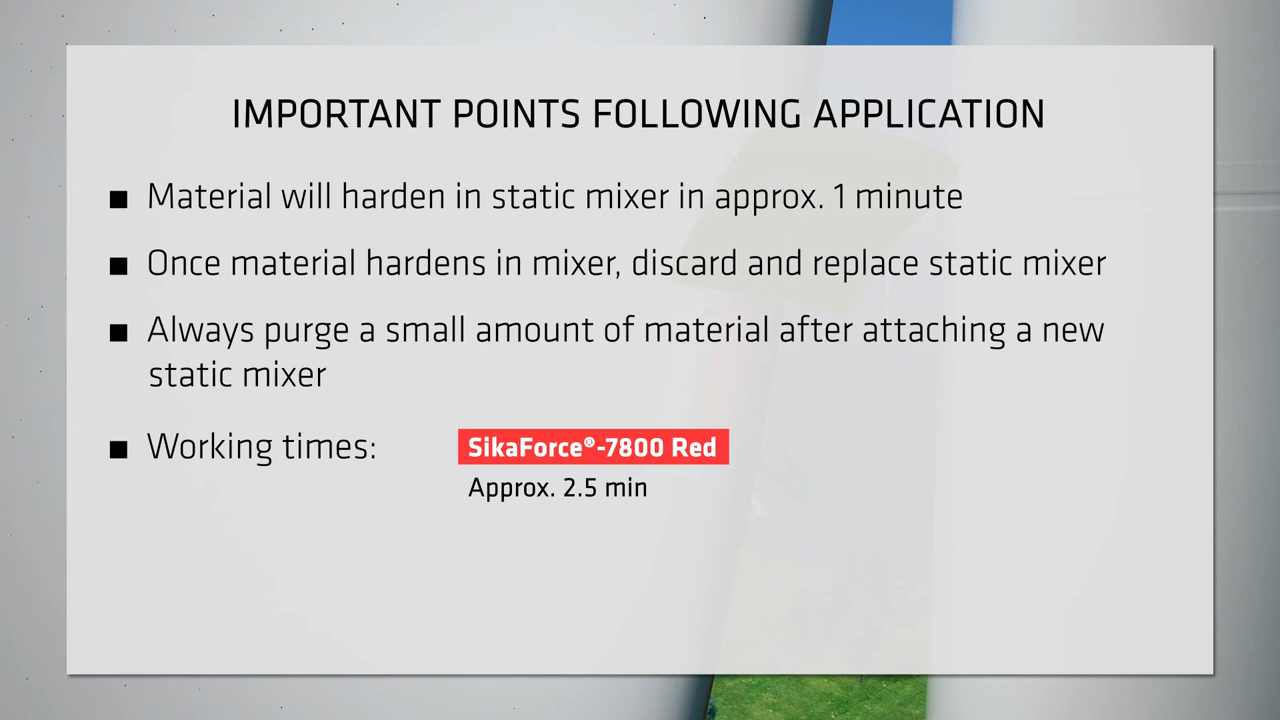 IMPORTANT POINTS FOLLOWING APPLICATION
■ Material will harden in static mixer in approx. 1 minute
■ Once material hardens in mixer, discard and replace static mixer
■ Always purge a small amount of material after attaching a new
static mixer
■ Working times: SikaForce®-7800 Red
Approx. 2.5 min